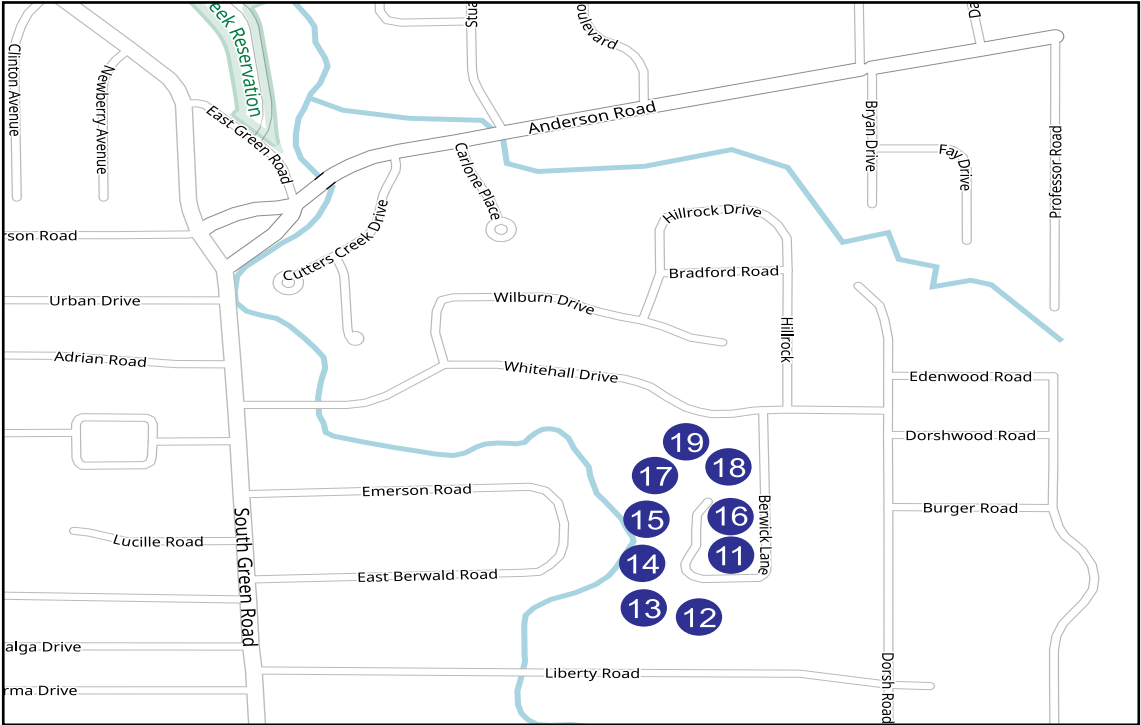 ents
oulevard
eek Reservation
Clinton Avenue
Newberry Avenue
East Green Road
Anderson Road
Carlone Place
Bryan Drive
Fay Drive
Professor Road
rson Road
Cutters Creek Drive
Hillrock Drive
Bradford Road
Urban Drive
Wilburn Drive
Hillrock
Adrian Road
Whitehall Drive
Edenwood Road
Dorshwood Road
19
18
17
Emerson Road
Burger Road
16
15
Berwick Lane
South Green Road
Lucille Road
11
14
East Berwald Road
13
12
alga Drive
Liberty Road
Dorsh Road
rma Drive